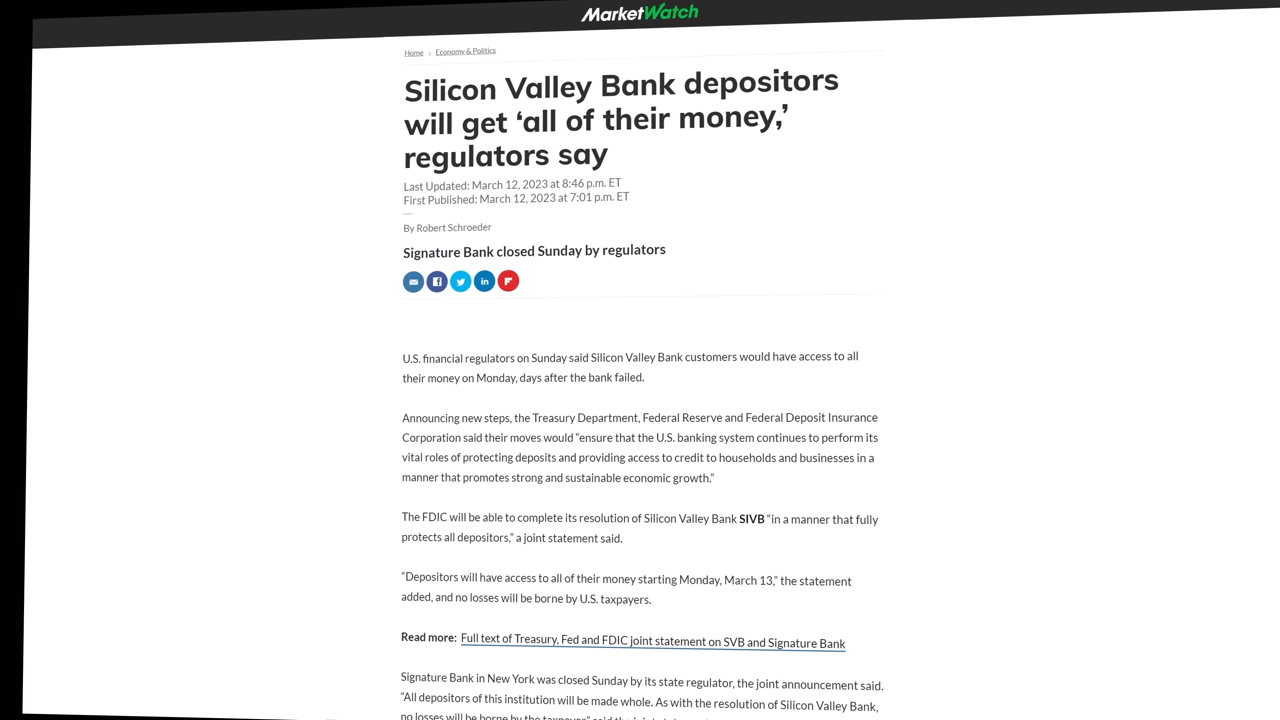 MarketWatch
Home > Economy & Politics
Silicon Valley Bank depositors
will get ‘all of their money,’
regulators say
Last Updated: March 12, 2023 at 8:46 p.m. ET
First Published: March 12, 2023 at 7:01 p.m. ET
By Robert Schroeder
Signature Bank closed Sunday by regulators
U.S. financial regulators on Sunday said Silicon Valley Bank customers would have access to all
their money on Monday, days after the bank failed.
Announcing new steps, the Treasury Department, Federal Reserve and Federal Deposit Insurance
Corporation said their moves would “ensure that the U.S. banking system continues to perform its
vital roles of protecting deposits and providing access to credit to households and businesses in a
manner that promotes strong and sustainable economic growth.”
The FDIC will be able to complete its resolution of Silicon Valley Bank SIVB “in a manner that fully
protects all depositors,” a joint statement said.
“Depositors will have access to all of their money starting Monday, March 13,” the statement
added, and no losses will be borne by U.S. taxpayers.
Read more: Full text of Treasury, Fed and FDIC joint statement on SVB and Signature Bank
Signature Bank in New York was closed Sunday by its state regulator, the joint announcement said.
“All depositors of this institution will be made whole. As with the resolution of Silicon Valley Bank,
no losses will be borne by the taxpayer,” said the